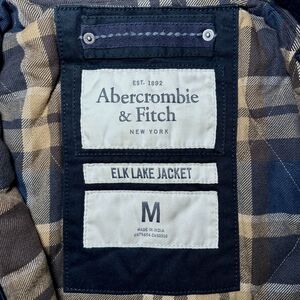 EST. 1892
Abercrombie
& Fitch
NEW YORK
ELK LAKE JACKET
M
MADE IN INDIA